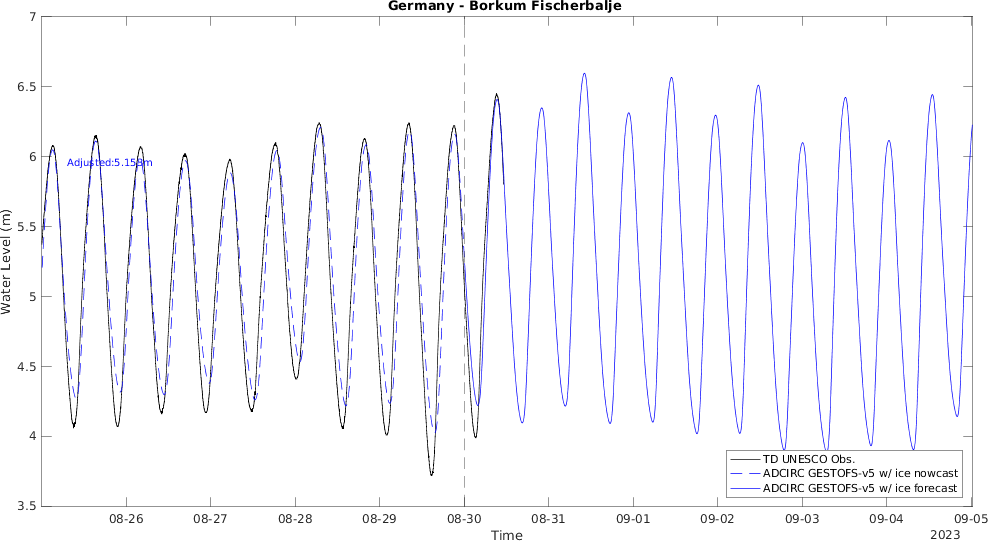 Germany - Borkum Fischerbalje
7
6.5
6
5.5
5
4.5
4
3.5
Water Level (m)
Adjusted:5.158m
TD UNESCO Obs.
ADCIRC GESTOFS-v5 w/ ice nowcast
ADCIRC GESTOFS-v5 w/ ice forecast
08-26 08-27 08-28 08-29 08-30 08-31 09-01 09-02 09-03 09-04 09-05
Time
2023